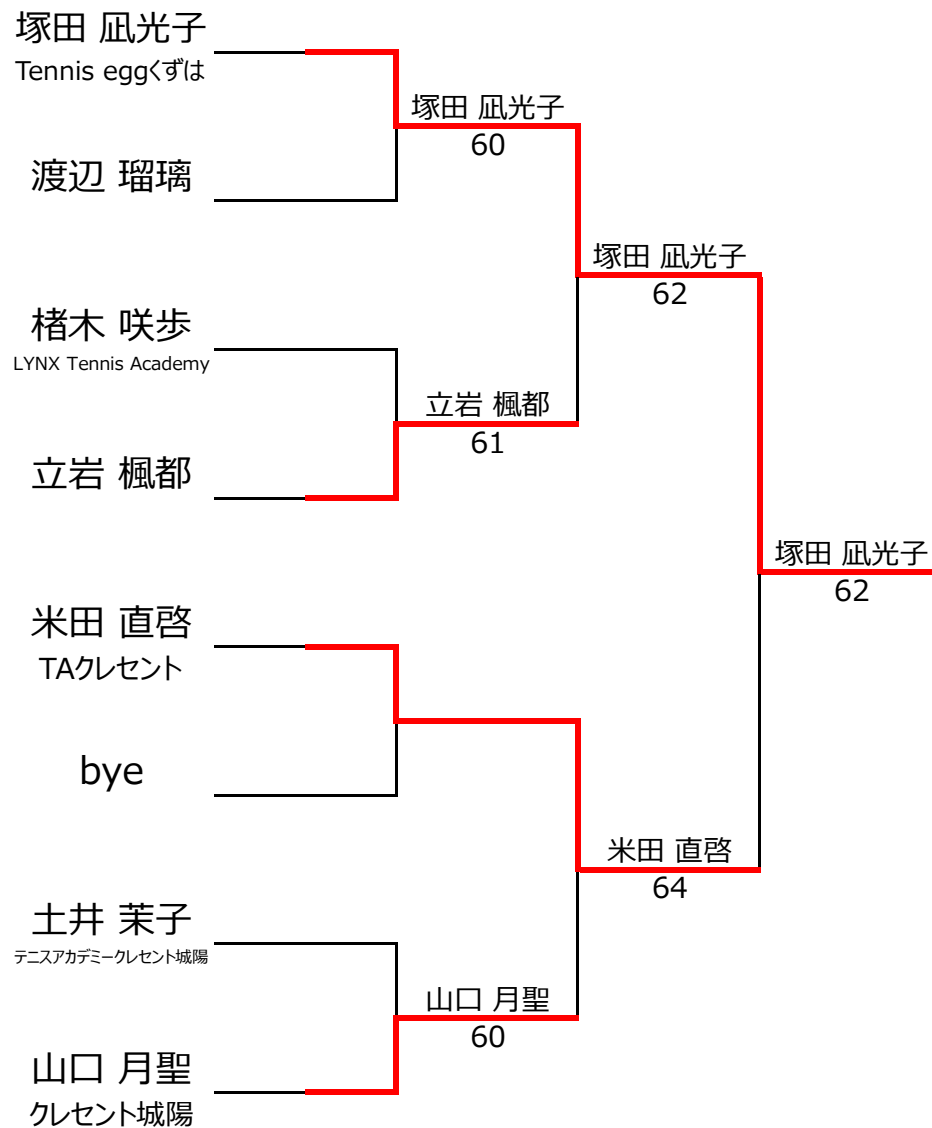 塚田 凪光子
Tennis eggくずは
塚田 凪光子
60
渡辺 瑠璃
塚田 凪光子
62
楮木 咲歩
LYNX Tennis Academy
立岩 楓都
61
立岩 楓都
塚田 凪光子
62
米田 直啓
TAクレセント
bye
米田 直啓
64
土井 茉子
テニスアカデミークレセント城陽
山口 月聖
60
山口 月聖
クレセント城陽